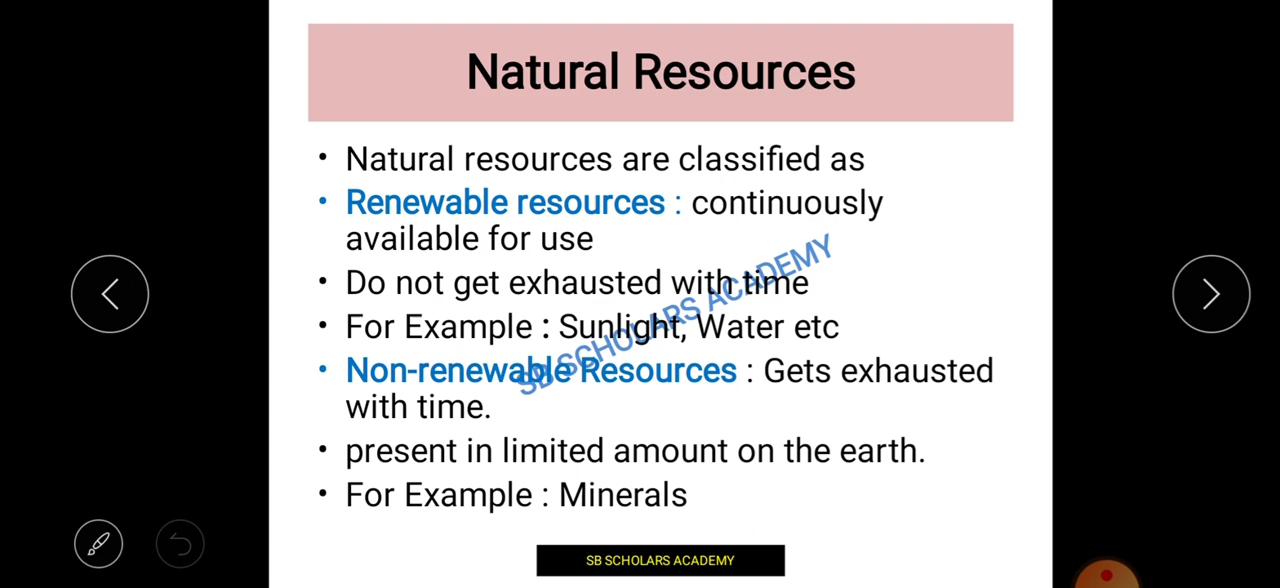 Natural Resources
• Natural resources are classified as
• Renewable resources : continuously
available for use
• Do not get exhausted with time
• For Example : Sunlight, Water etc
• Non-renewable Resources : Gets exhausted
with time.
• present in limited amount on the earth.
• For Example : Minerals
SB SCHOLARS ACADEMY
SB SCHOLARS ACADEMY